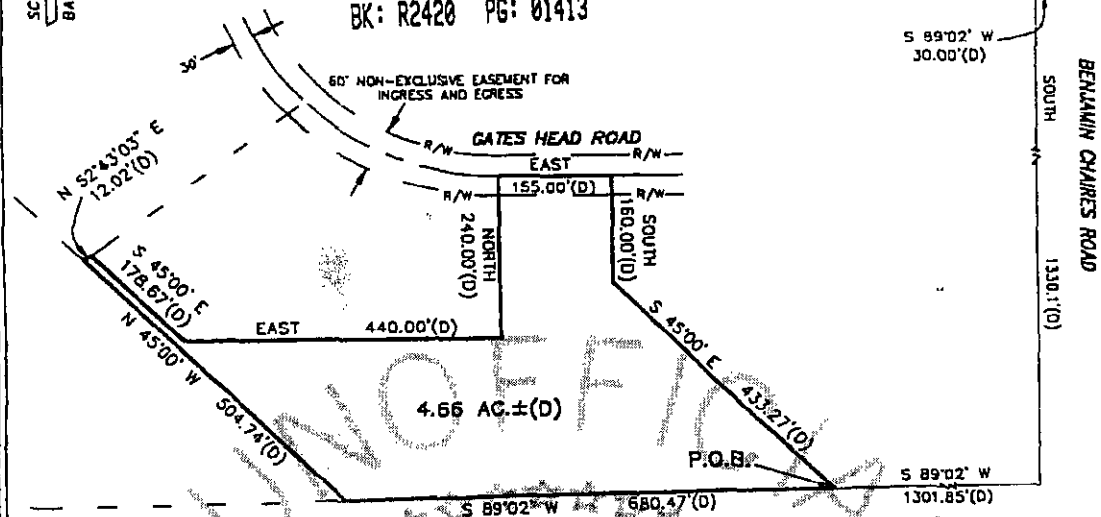 BK: R2420 PG: 01413
S 89°02' W
30.00'(D)
BENJAMIN CHAIRES ROAD
SOUTH
1330.1'(D)
30'
60' NON-EXCLUSIVE EASEMENT FOR
INGRESS AND EGRESS
R/W
GATES HEAD ROAD
R/W
EAST
155.00'(D)
R/W
R/W
N 52°43'03" E
12.02'(D)
NORTH
240.00'(D)
SOUTH
160.00'(D)
S 45°00' E
178.67'(D)
EAST 440.00'(D)
N 45°00' W
504.74'(D)
S 45°00' E 433.27'(D)
4.66 AC.±(D)
P.O.B.
S 89°02' W 680.47'(D)
S 89°02' W
1301.85'(D)